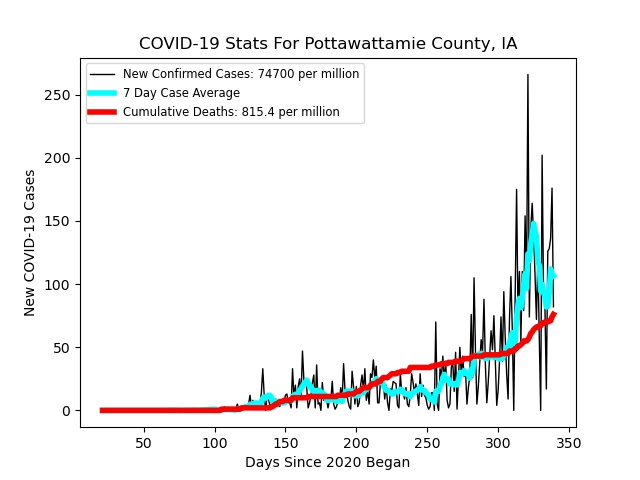 COVID-19 Stats For Pottawattamie County, IA
New Confirmed Cases: 74700 per million
7 Day Case Average
Cumulative Deaths: 815.4 per million
New COVID-19 Cases
250
200
150
100
50
0
50 100 150 200 250 300 350
Days Since 2020 Began